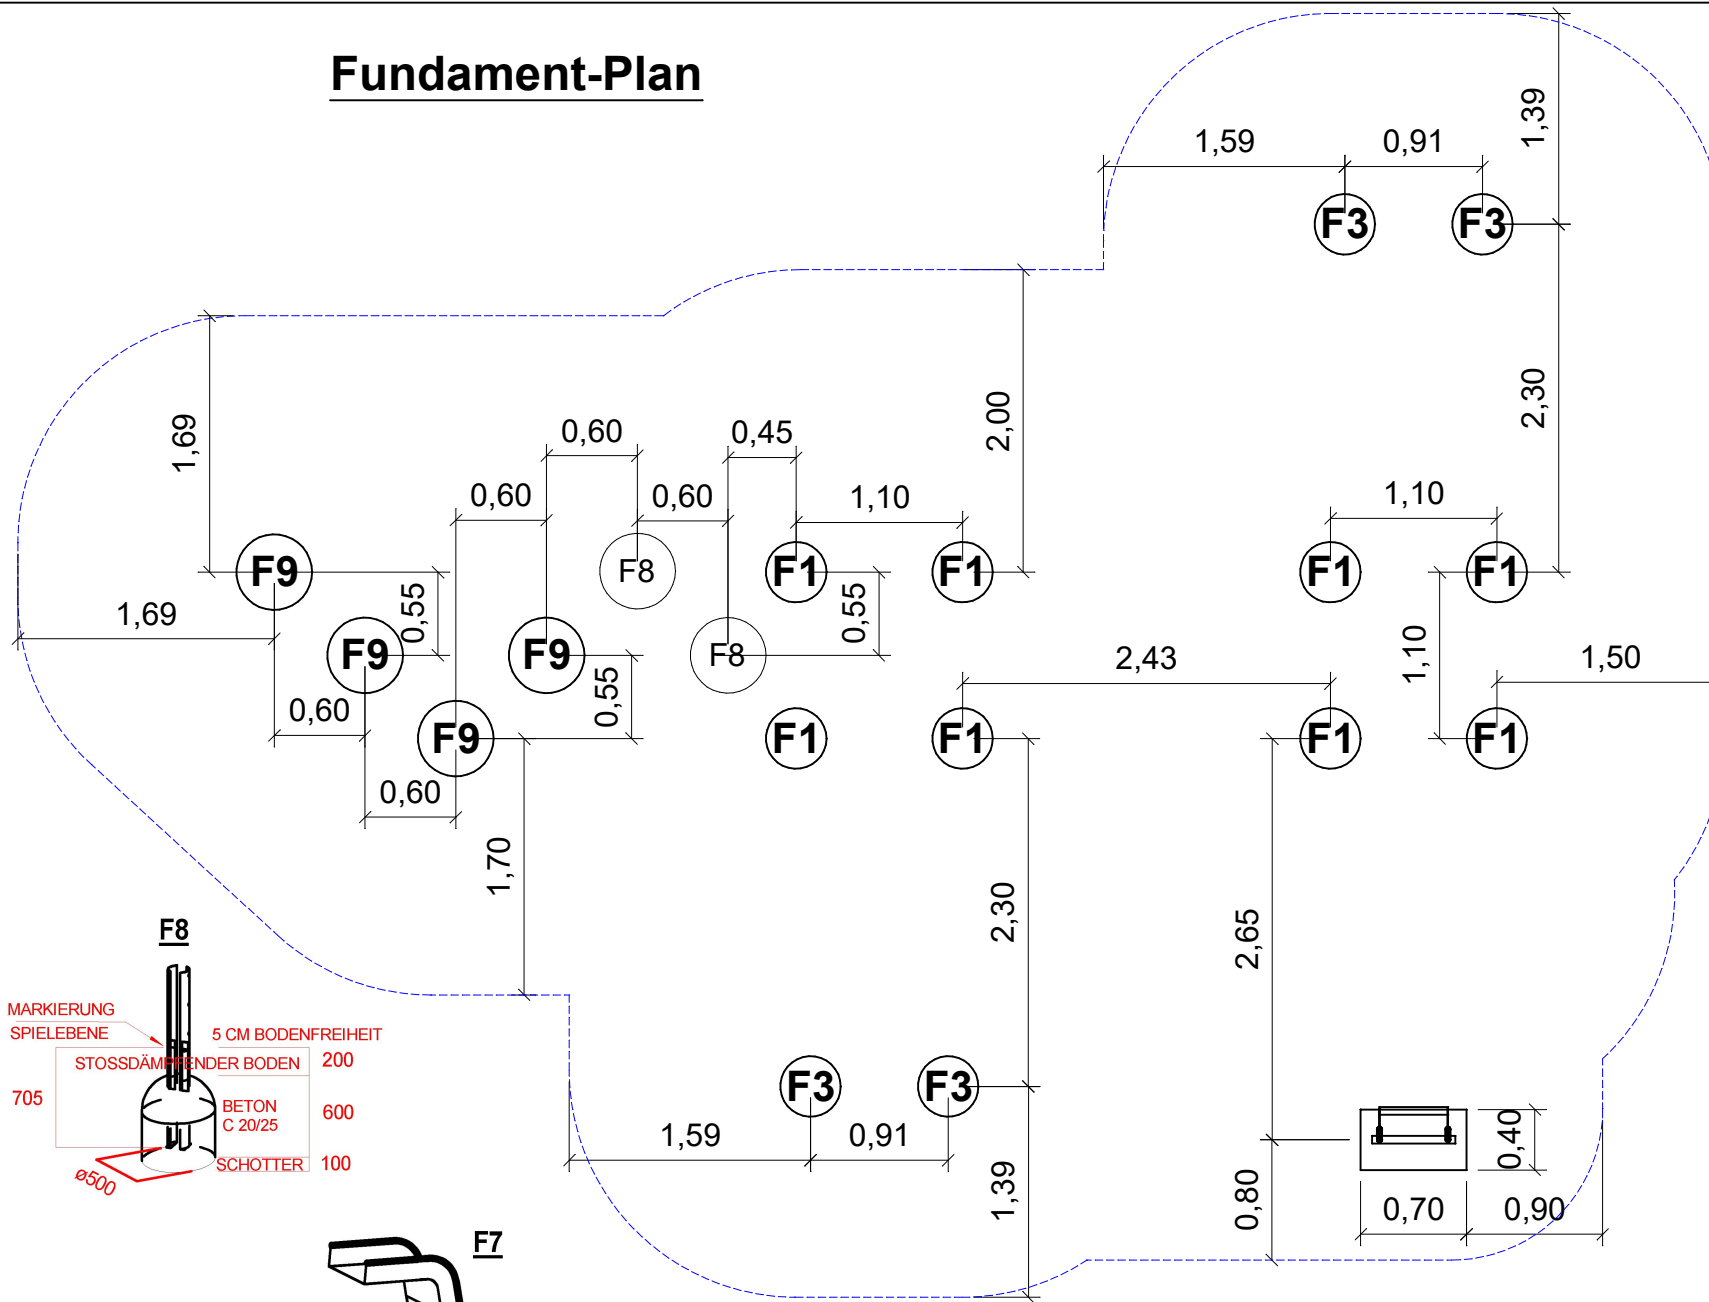 Fundament-Plan
1,39
1,59
0,91
F3
F3
2,30
2,00
1,69
0,60
0,45
0,60
0,60
1,10
1,10
F9
F8
F1
F1
F1
F1
0,55
0,55
1,69
F9
F9
F8
1,10
2,43
1,50
0,60
0,55
F9
F1
F1
F1
F1
0,60
1,70
2,30
2,65
F8
MARKIERUNG
SPIELEBENE
5 CM BODENFREIHEIT
STOSSDÄMPFENDER BODEN
200
705
BETON
C 20/25
600
SCHOTTER
100
ø500
F3
F3
1,59
0,91
1,39
0,40
0,80
0,70
0,90
F7